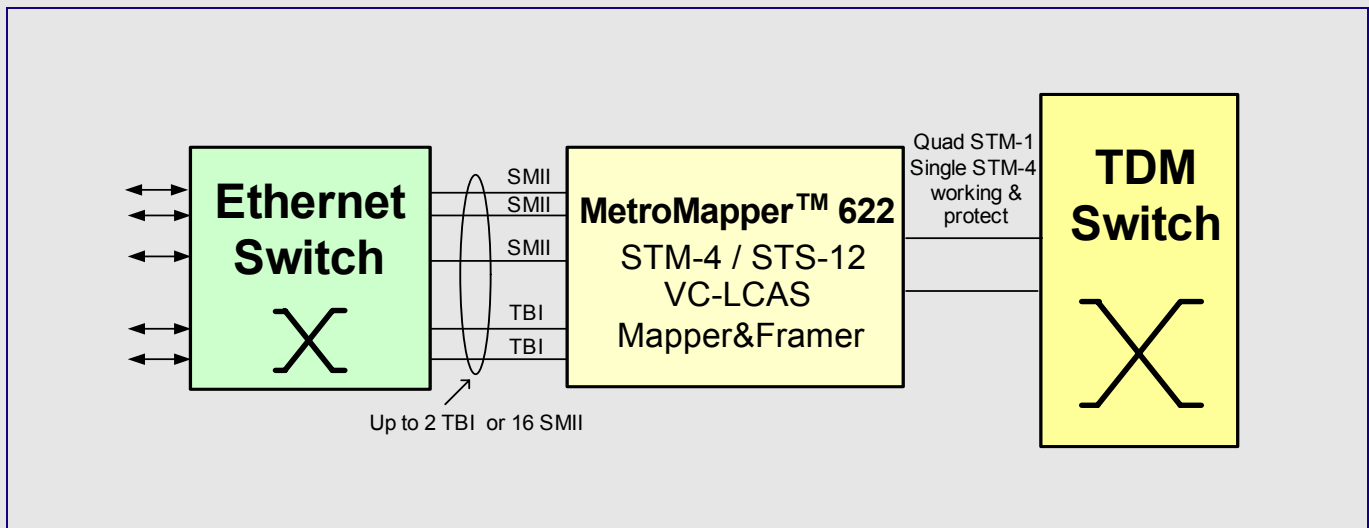 Ethernet
Switch
SMII
SMII
SMII
TBI
TBI
Up to 2 TBI or 16 SMII
MetroMapper™ 622
STM-4 / STS-12
VC-LCAS
Mapper&Framer
Quad STM-1
Single STM-4
working &
protect
TDM
Switch